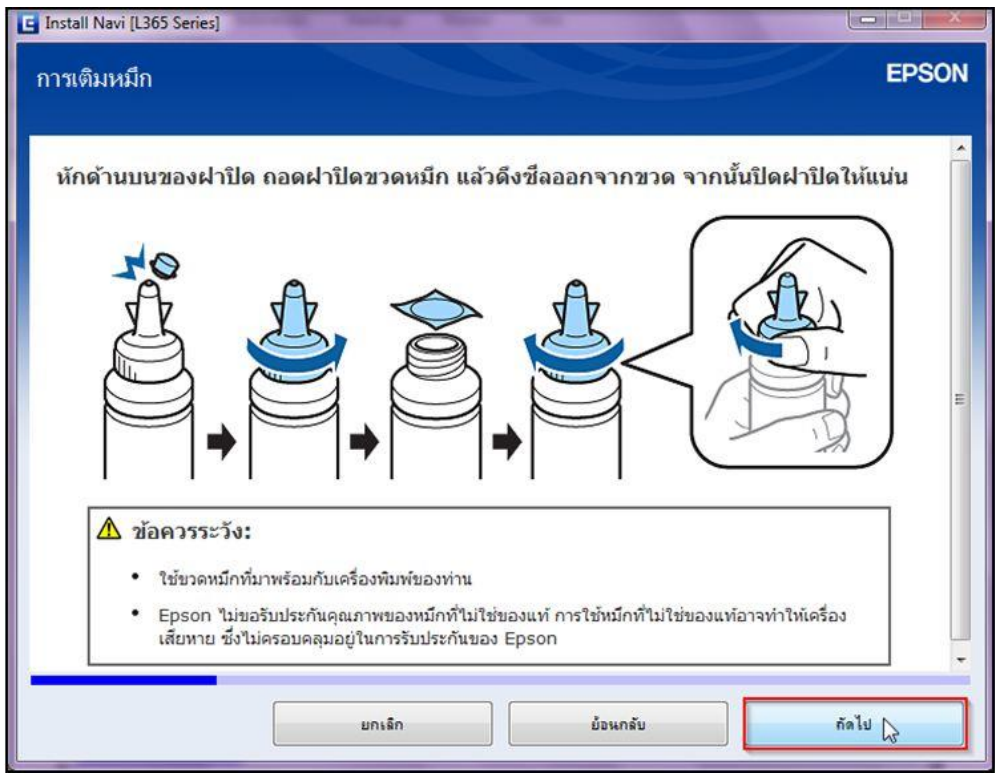 Install Navi [L365 Series]
การเติมหมึก
EPSON
หักด้านบนของฝาปิด ถอดฝาปิดขวดหมึก แล้วดึงซีลออกจากขวด จากนั้นปิดฝาปิดให้แน่น
ข้อควรระวัง:
• ใช้ขวดหมึกที่มาพร้อมกับเครื่องพิมพ์ของท่าน
• Epson ไม่ขอรับประกันคุณภาพของหมึกที่ไม่ใช่ของแท้ การใช้หมึกที่ไม่ใช่ของแท้อาจทำให้เครื่อง
เสียหาย ซึ่งไม่ครอบคลุมอยู่ในการรับประกันของ Epson
ยกเลิก
ย้อนกลับ
ถัดไป